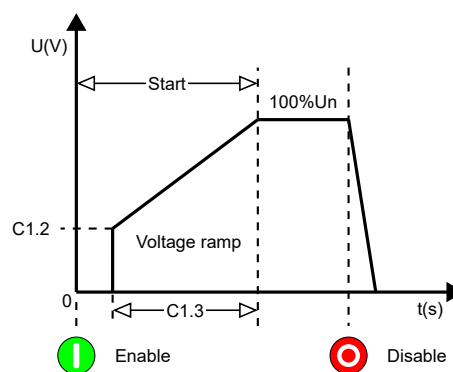 U(V)
Start
100%Un
C1.2
Voltage ramp
0
t(s)
C1.3
Enable
Disable